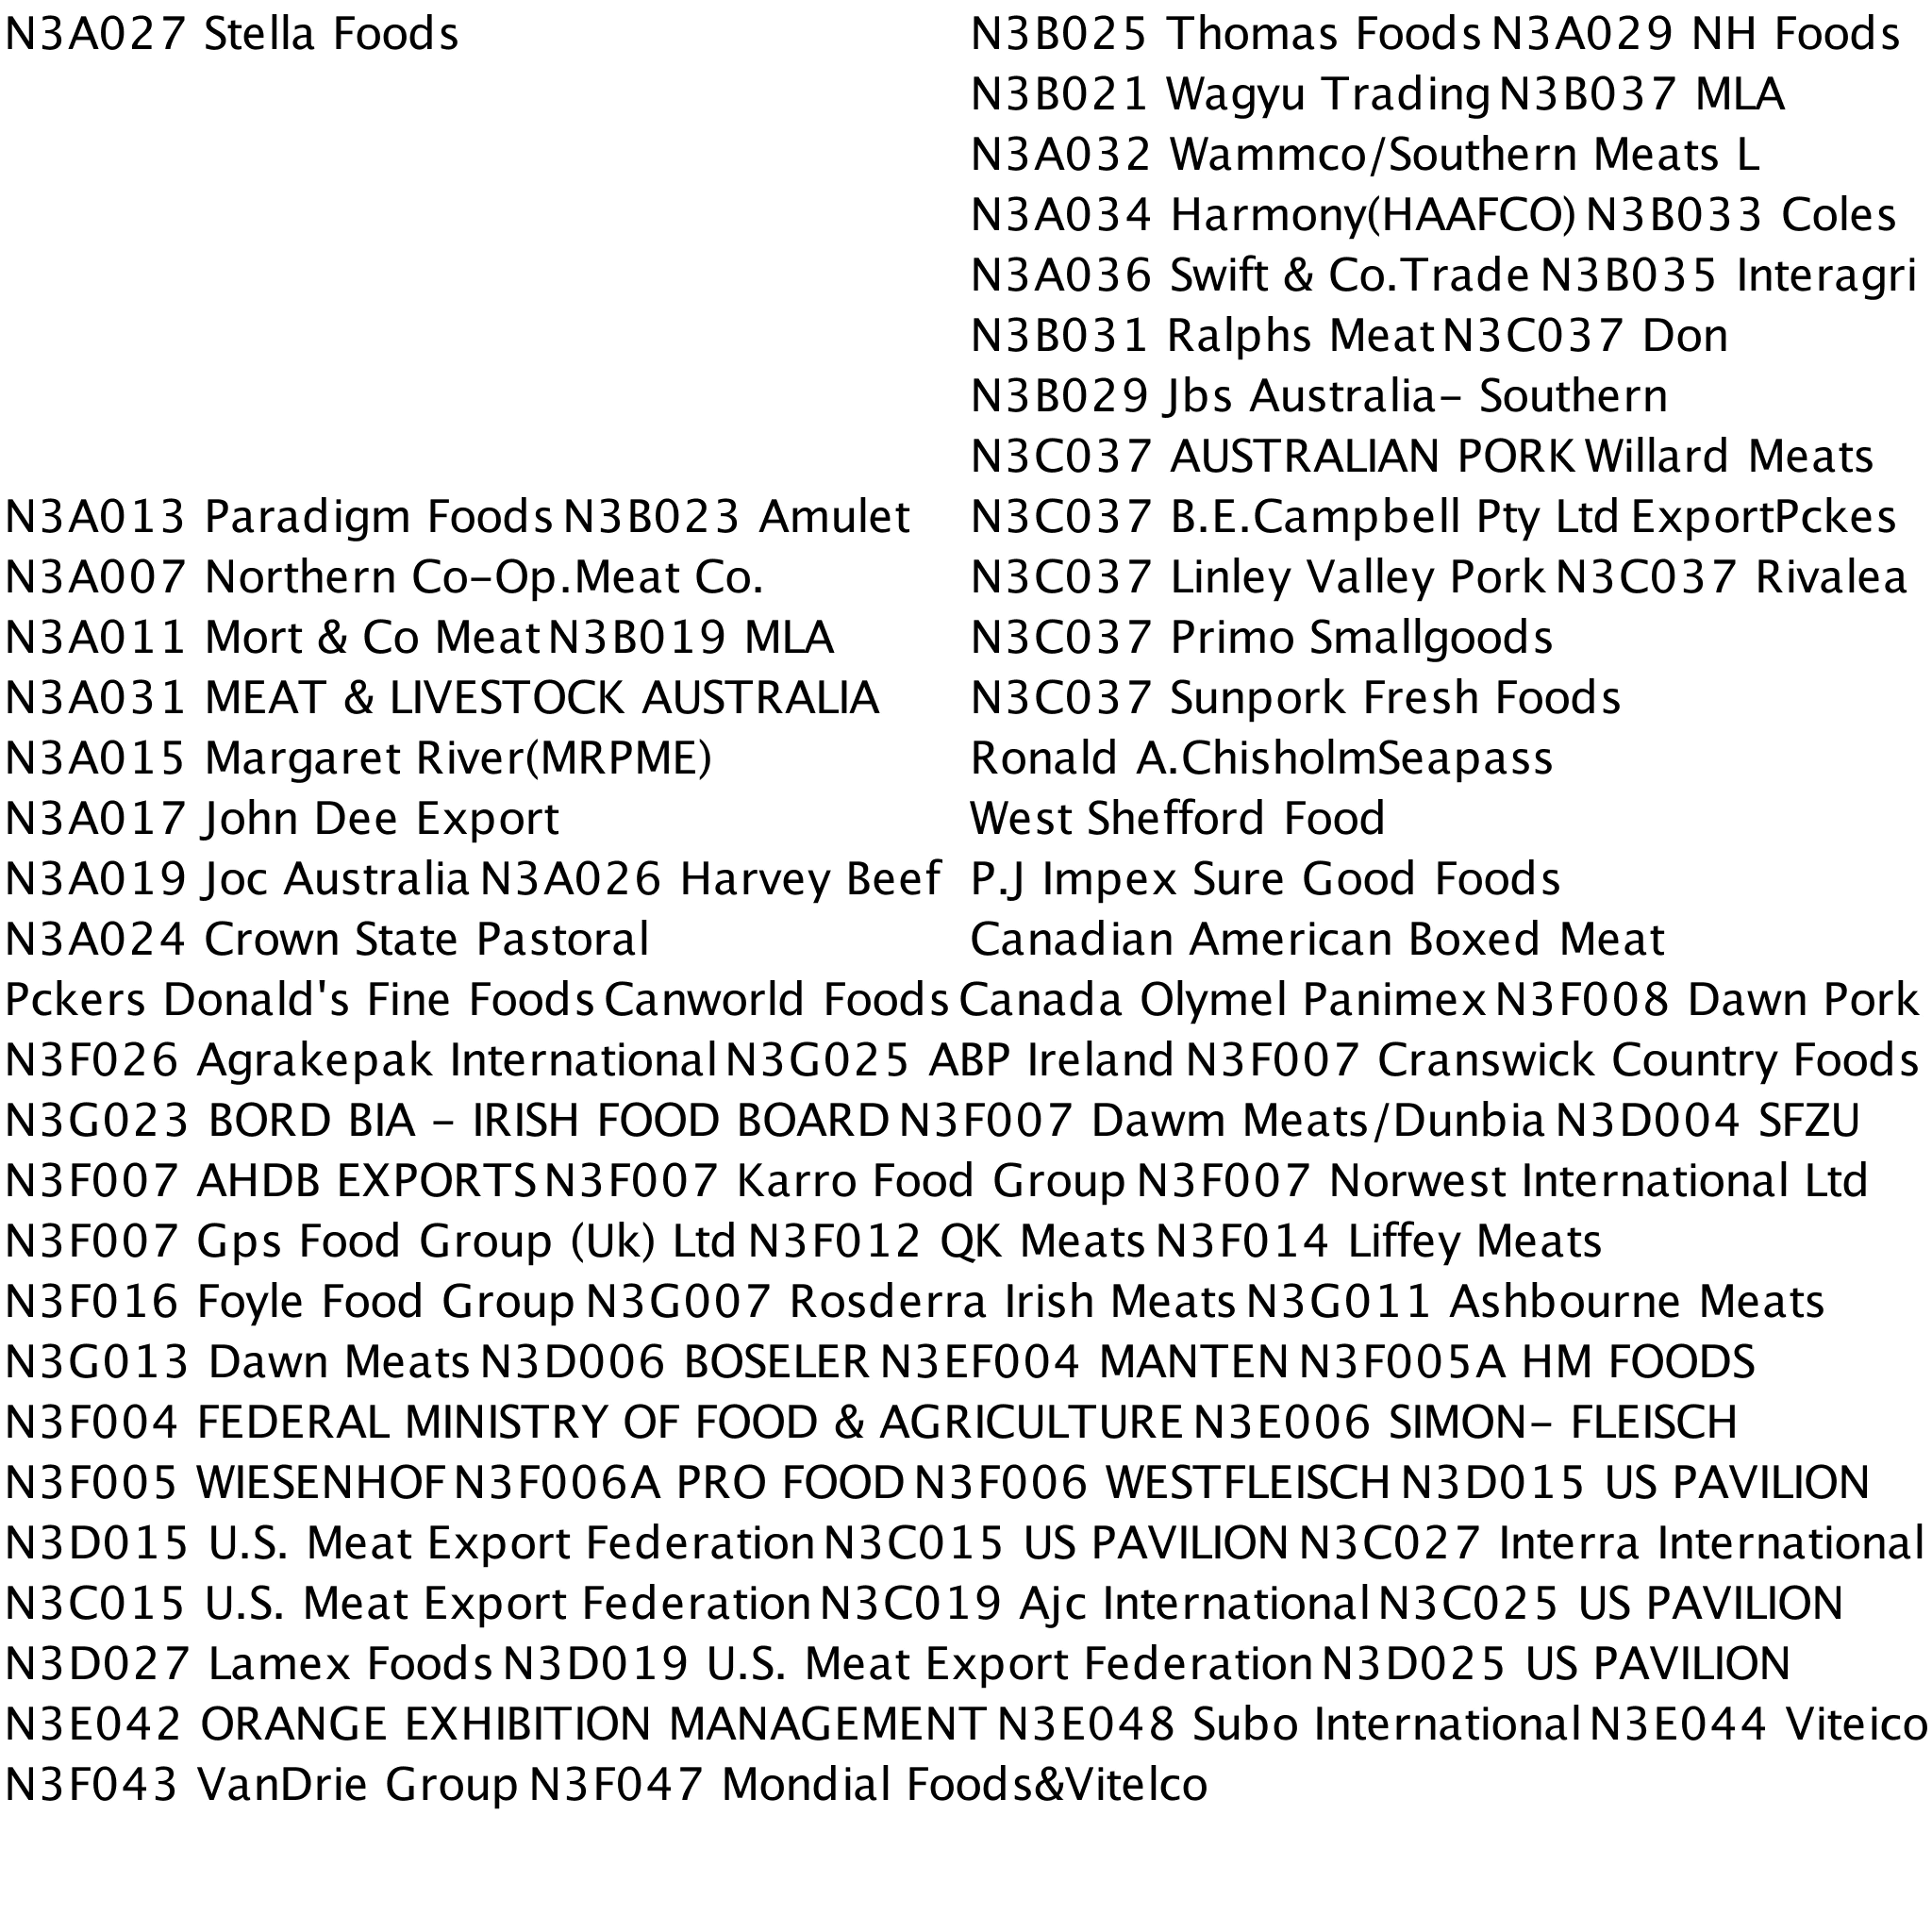 N3A027 Stella Foods
N3B025 Thomas Foods N3A029 NH Foods
N3B021 Wagyu Trading N3B037 MLA
N3A032 Wammco/Southern Meats L
N3A034 Harmony(HAAFCO) N3B033 Coles
N3A036 Swift & Co.Trade N3B035 Interagri
N3B031 Ralphs Meat N3C037 Don
N3B029 Jbs Australia- Southern
N3C037 AUSTRALIAN PORK Willard Meats
N3A013 Paradigm Foods N3B023 Amulet
N3C037 B.E.Campbell Pty Ltd ExportPckes
N3A007 Northern Co-Op.Meat Co.
N3C037 Linley Valley Pork N3C037 Rivalea
N3A011 Mort & Co Meat N3B019 MLA
N3C037 Primo Smallgoods
N3A031 MEAT & LIVESTOCK AUSTRALIA
N3C037 Sunpork Fresh Foods
N3A015 Margaret River(MRPME)
Ronald A.ChisholmSeapass
N3A017 John Dee Export
West Shefford Food
N3A019 Joc Australia N3A026 Harvey Beef
P.J Impex Sure Good Foods
N3A024 Crown State Pastoral
Canadian American Boxed Meat
Pckers Donald's Fine Foods Canworld Foods Canada Olymel Panimex N3F008 Dawn Pork
N3F026 Agrakepak International N3G025 ABP Ireland N3F007 Cranswick Country Foods
N3G023 BORD BIA - IRISH FOOD BOARD N3F007 Dawm Meats/Dunbia N3D004 SFZU
N3F007 AHDB EXPORTS N3F007 Karro Food Group N3F007 Norwest International Ltd
N3F007 Gps Food Group (Uk) Ltd N3F012 QK Meats N3F014 Liffey Meats
N3F016 Foyle Food Group N3G007 Rosderra Irish Meats N3G011 Ashbourne Meats
N3G013 Dawn Meats N3D006 BOSELER N3EF004 MANTEN N3F005A HM FOODS
N3F004 FEDERAL MINISTRY OF FOOD & AGRICULTURE N3E006 SIMON- FLEISCH
N3F005 WIESENHOF N3F006A PRO FOOD N3F006 WESTFLEISCH N3D015 US PAVILION
N3D015 U.S. Meat Export Federation N3C015 US PAVILION N3C027 Interra International
N3C015 U.S. Meat Export Federation N3C019 Ajc International N3C025 US PAVILION
N3D027 Lamex Foods N3D019 U.S. Meat Export Federation N3D025 US PAVILION
N3E042 ORANGE EXHIBITION MANAGEMENT N3E048 Subo International N3E044 Viteico
N3F043 VanDrie Group N3F047 Mondial Foods&Vitelco